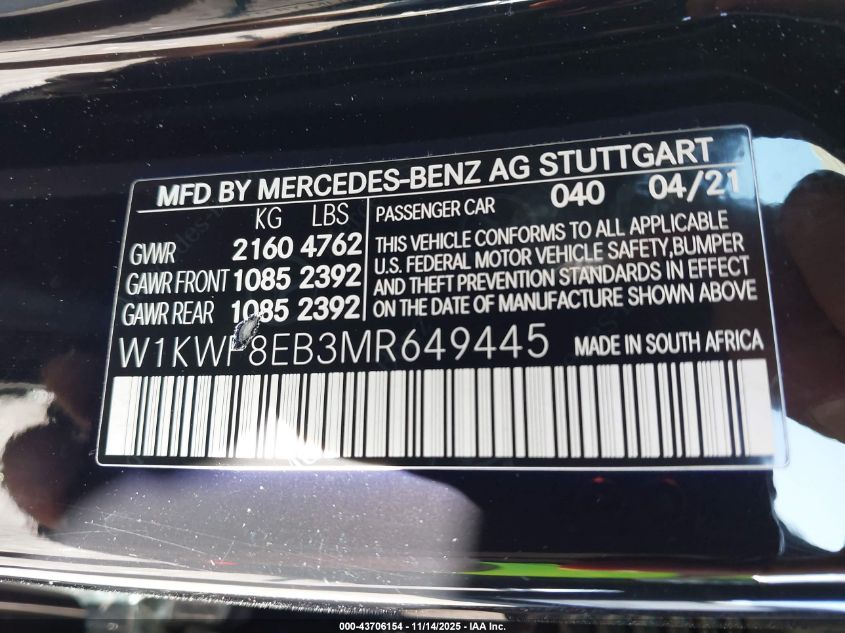 MFD BY MERCEDES-BENZ AG STUTTGART
KG LBS
GVWR 2160 4762
GAWR FRONT 1085 2392
GAWR REAR 1085 2392
PASSENGER CAR 040 04/21
THIS VEHICLE CONFORMS TO ALL APPLICABLE
U.S. FEDERAL MOTOR VEHICLE SAFETY,BUMPER
AND THEFT PREVENTION STANDARDS IN EFFECT
ON THE DATE OF MANUFACTURE SHOWN ABOVE
W1KWF8EB3MR649445 MADE IN SOUTH AFRICA
000-43706154 - 11/14/2025 - IAA Inc.